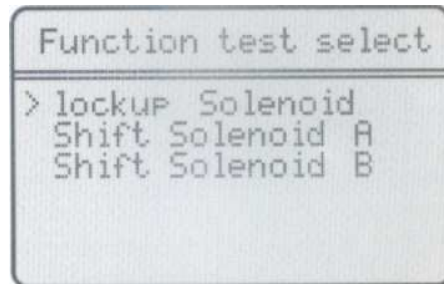 Function test select
> lockup Solenoid
Shift Solenoid A
Shift Solenoid B